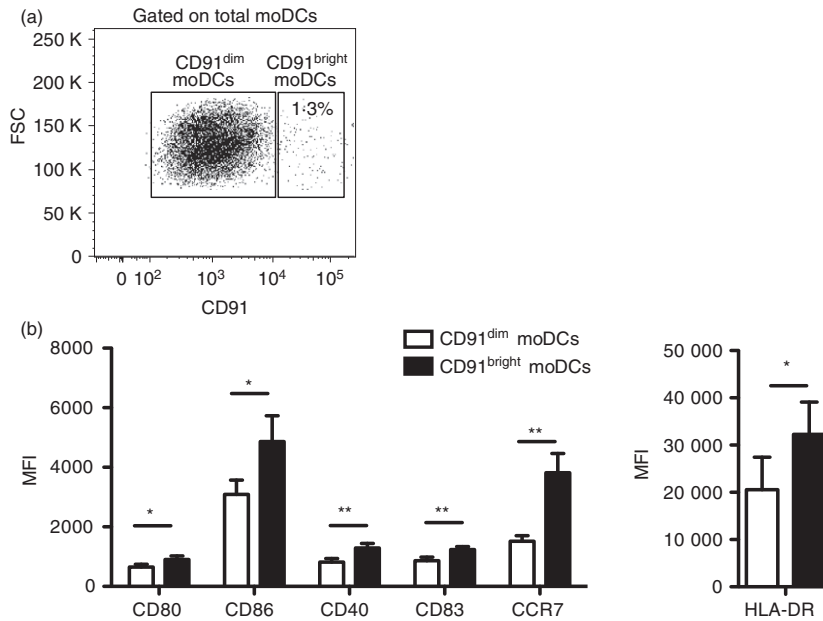 (a)
Gated on total moDCs
250 K
200 K
150 K
100 K
50 K
0
FSC
CD91dim
moDCs
CD91bright
moDCs
1·3%
0 10² 10³ 10⁴ 10⁵
CD91
(b)
CD91dim moDCs
CD91bright moDCs
8000
6000
4000
2000
0
MFI
*
*
**
**
**
CD80 CD86 CD40 CD83 CCR7
50 000
40 000
30 000
20 000
10 000
0
MFI
*
HLA-DR